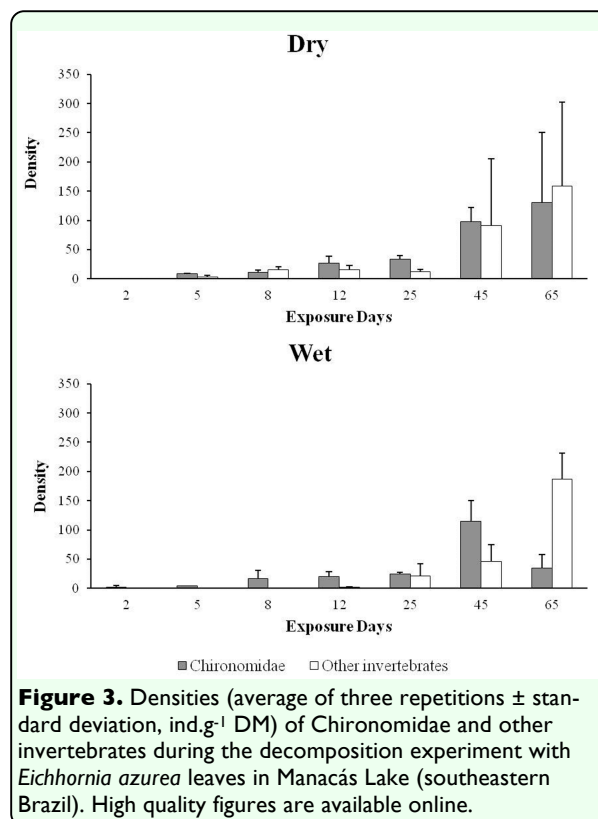 Dry
350
300
250
200
150
100
50
0
Density
2 5 8 12 25 45 65
Exposure Days
Wet
350
300
250
200
150
100
50
0
Density
2 5 8 12 25 45 65
Exposure Days
Chironomidae Other invertebrates
Figure 3. Densities (average of three repetitions ± stan-
dard deviation, ind.g-1 DM) of Chironomidae and other
invertebrates during the decomposition experiment with
Eichhornia azurea leaves in Manacás Lake (southeastern
Brazil). High quality figures are available online.